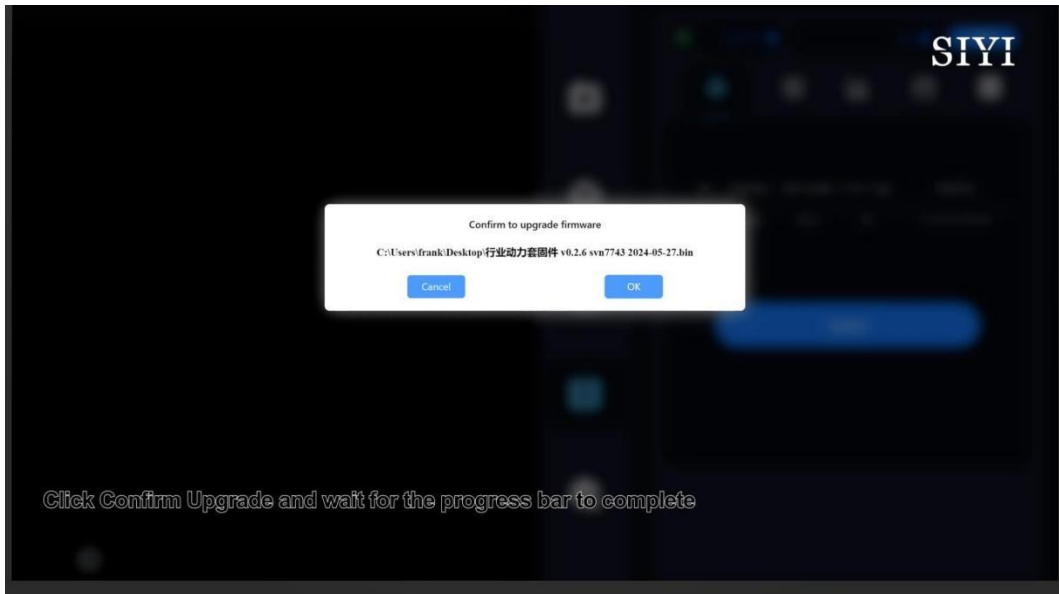 SIYI
Confirm to upgrade firmware
C:\Users\frank\Desktop\行业动力套固件 v0.2.6 svn7743 2024-05-27.bin
Cancel
OK
Click Confirm Upgrade and wait for the progress bar to complete